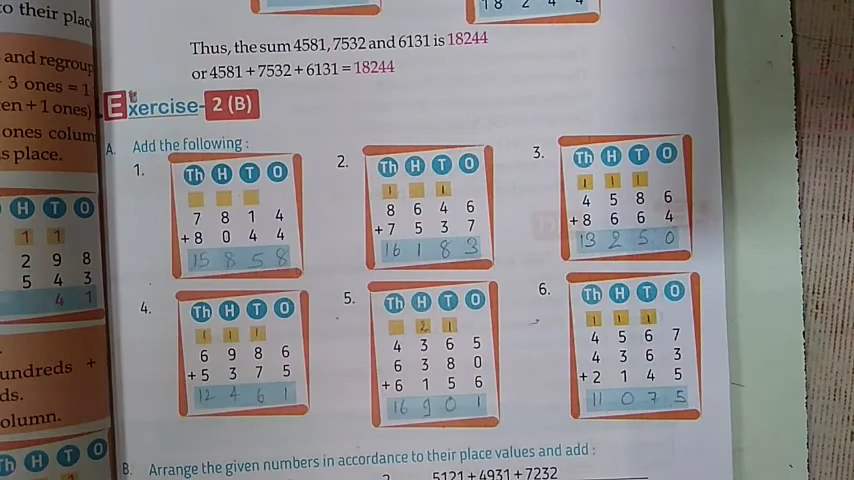 o their plac
18 2 4 4
Thus, the sum 4581, 7532 and 6131 is 18244
or 4581 + 7532 + 6131 = 18244
and regroup
3 ones = 1
en + 1 ones)
ones colum
s place.
H T O
1 1
2 9 8
5 4 3
4 1
undreds +
ds.
olumn.
Th H T O
Exercise- 2 (B)
A. Add the following :
1.
Th H T O
7 8 1 4
+ 8 0 4 4
15 8 5 8
2.
Th H T O
1 1
8 6 4 6
+ 7 5 3 7
16 1 8 3
3.
Th H T O
1 1 1
4 5 8 6
+ 8 6 6 4
13 2 5 0
4.
Th H T O
1 1 1
6 9 8 6
+ 5 3 7 5
12 4 6 1
5.
Th H T O
2 1
4 3 6 5
6 3 8 0
+ 6 1 5 6
16 9 0 1
6.
Th H T O
1 1 1
4 5 6 7
4 3 6 3
+ 2 1 4 5
11 0 7 5
B. Arrange the given numbers in accordance to their place values and add :
5121 + 4931 + 7232